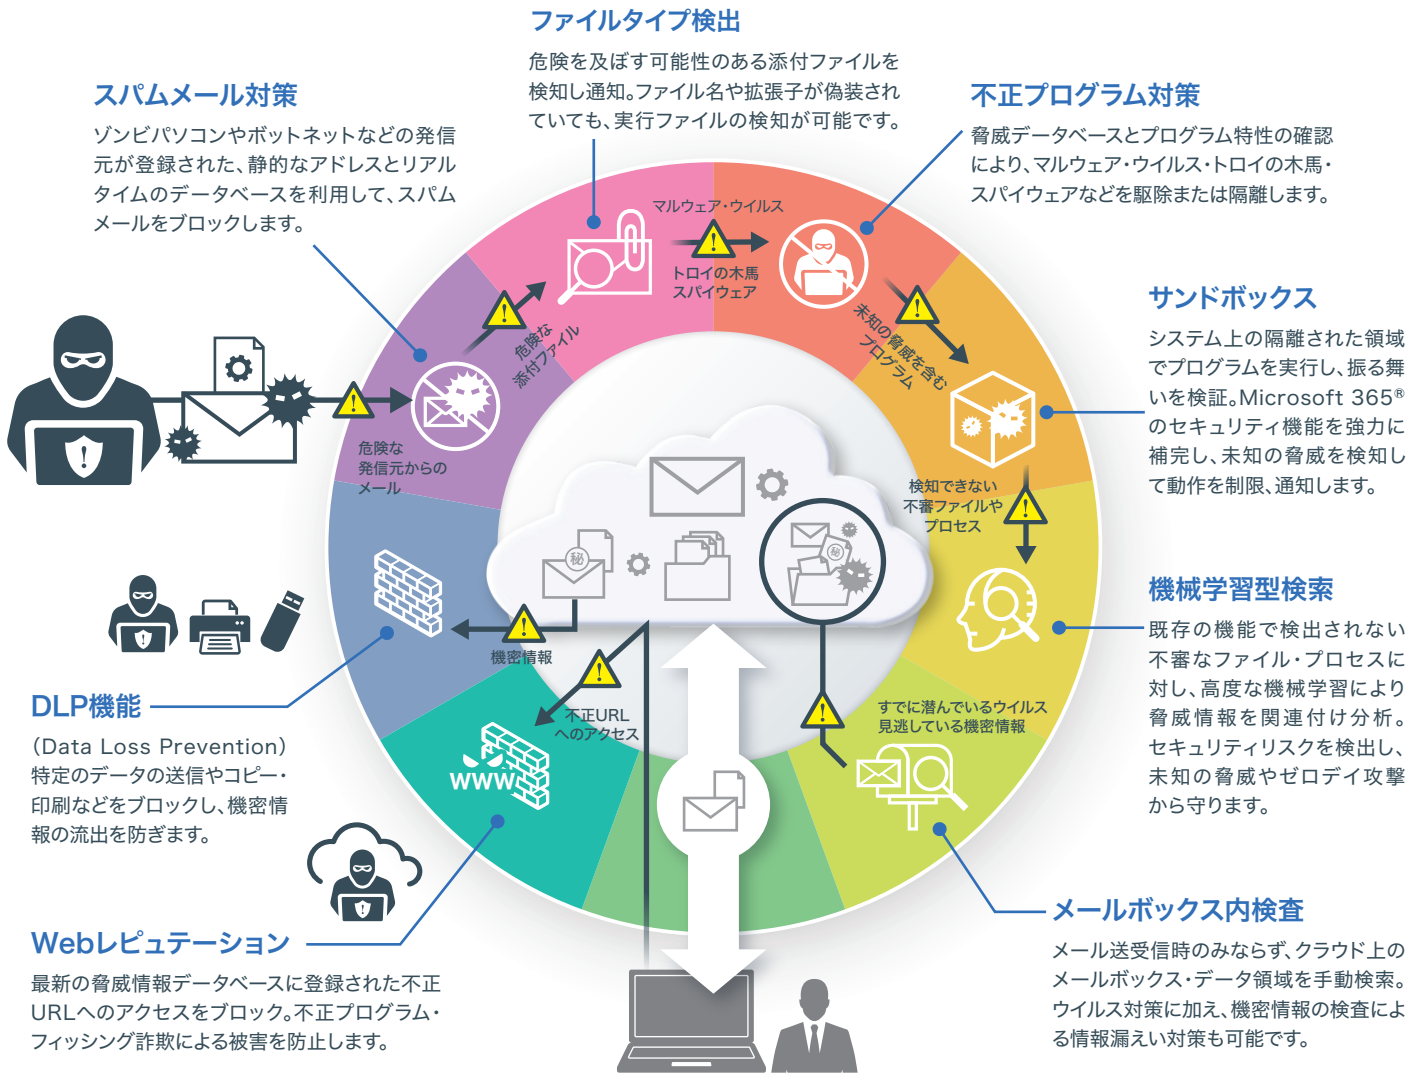 ファイルタイプ検出
危険を及ぼす可能性のある添付ファイルを
検知し通知。ファイル名や拡張子が偽装され
ていても、実行ファイルの検知が可能です。
スパムメール対策
ゾンビパソコンやボットネットなどの発信
元が登録された、静的なアドレスとリアル
タイムのデータベースを利用して、スパム
メールをブロックします。
不正プログラム対策
脅威データベースとプログラム特性の確認
により、マルウェア・ウイルス・トロイの木馬・
スパイウェアなどを駆除または隔離します。
マルウェア・ウイルス
トロイの木馬
スパイウェア
危険な
添付ファイル
未知の脅威を含む
プログラム
サンドボックス
システム上の隔離された領域
でプログラムを実行し、振る舞
いを検証。Microsoft 365®
のセキュリティ機能を強力に
補完し、未知の脅威を検知し
て動作を制限、通知します。
危険な
発信元からの
メール
検知できない
不審ファイルや
プロセス
秘
秘
機械学習型検索
既存の機能で検出されない
不審なファイル・プロセスに
対し、高度な機械学習により
脅威情報を関連付け分析。
セキュリティリスクを検出し、
未知の脅威やゼロデイ攻撃
から守ります。
機密情報
DLP機能
(Data Loss Prevention)
特定のデータの送信やコピー・
印刷などをブロックし、機密情
報の流出を防ぎます。
不正URL
へのアクセス
すでに潜んでいるウイルス
見逃している機密情報
WWW
Webレピュテーション
最新の脅威情報データベースに登録された不正
URLへのアクセスをブロック。不正プログラム・
フィッシング詐欺による被害を防止します。
メールボックス内検査
メール送受信時のみならず、クラウド上の
メールボックス・データ領域を手動検索。
ウイルス対策に加え、機密情報の検査によ
る情報漏えい対策も可能です。